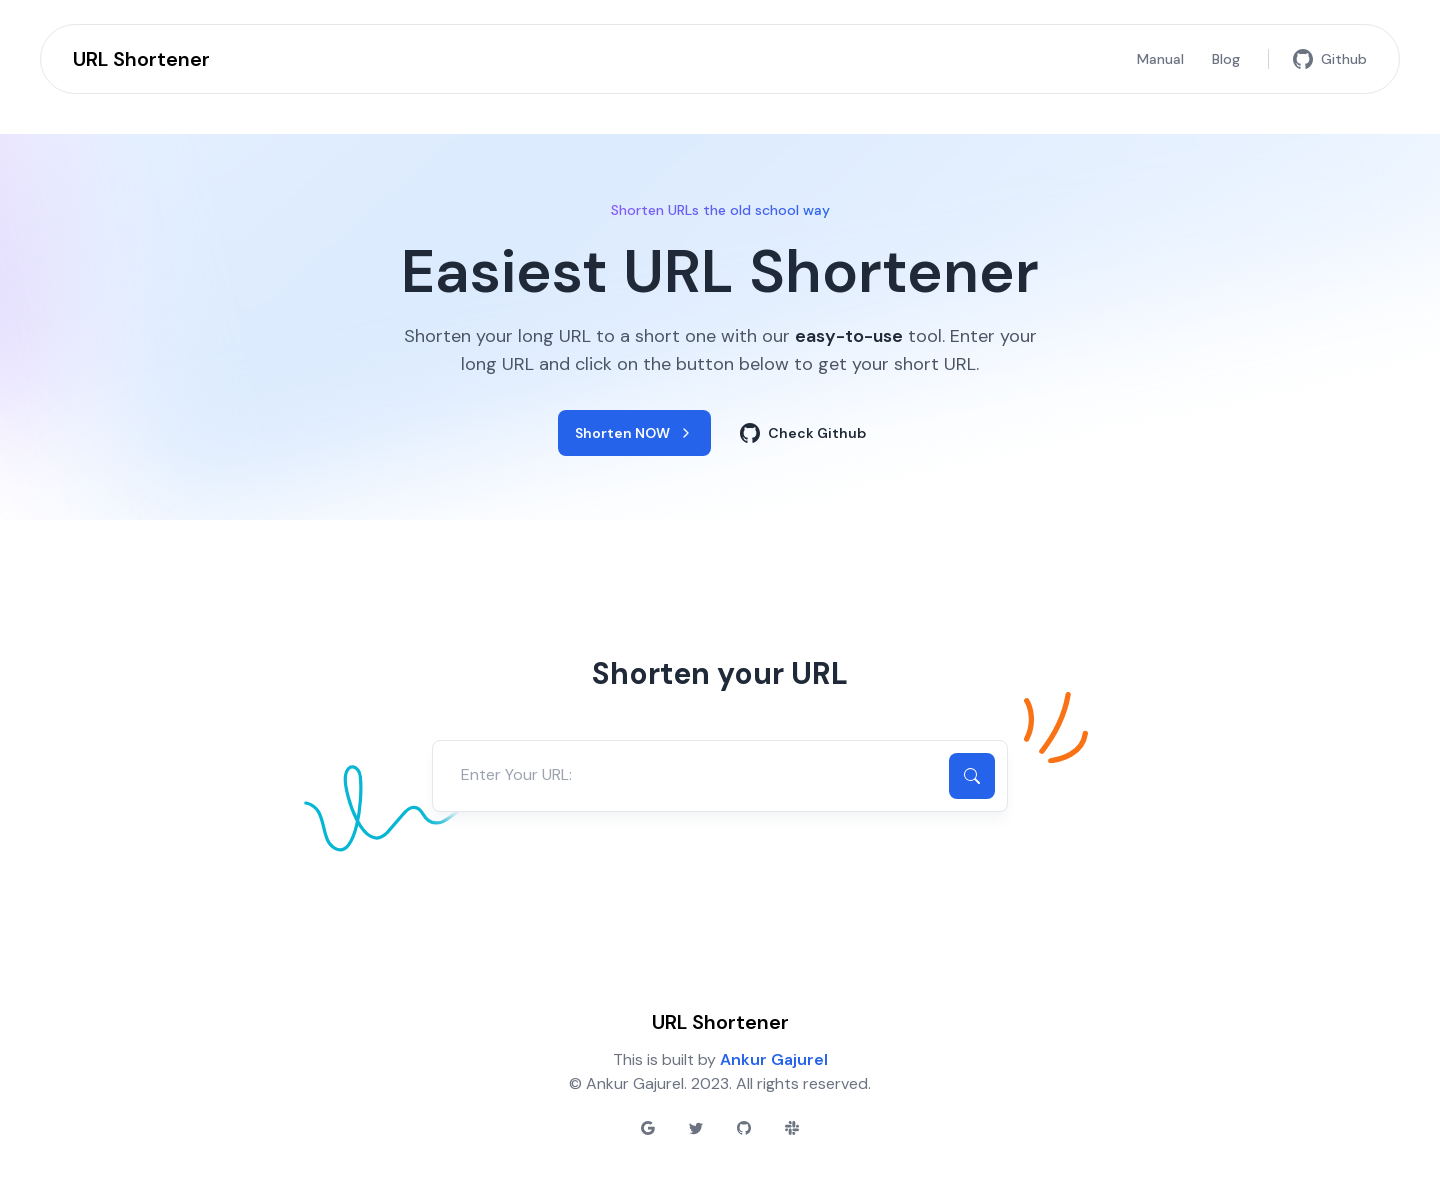 URL Shortener
Manual
Blog
Github
Shorten URLs the old school way
Easiest URL Shortener
Shorten your long URL to a short one with our easy-to-use tool. Enter your
long URL and click on the button below to get your short URL.
Shorten NOW
Check Github
Shorten your URL
Enter Your URL:
URL Shortener
This is built by Ankur Gajurel
© Ankur Gajurel. 2023. All rights reserved.